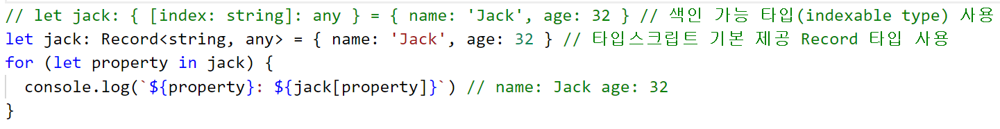 // let jack: { [index: string]: any } = { name: 'Jack', age: 32 } // 색인 가능 타입(indexable type) 사용
let jack: Record<string, any> = { name: 'Jack', age: 32 } // 타입스크립트 기본 제공 Record 타입 사용
for (let property in jack) {
  console.log(`${property}: ${jack[property]}`) // name: Jack age: 32
}